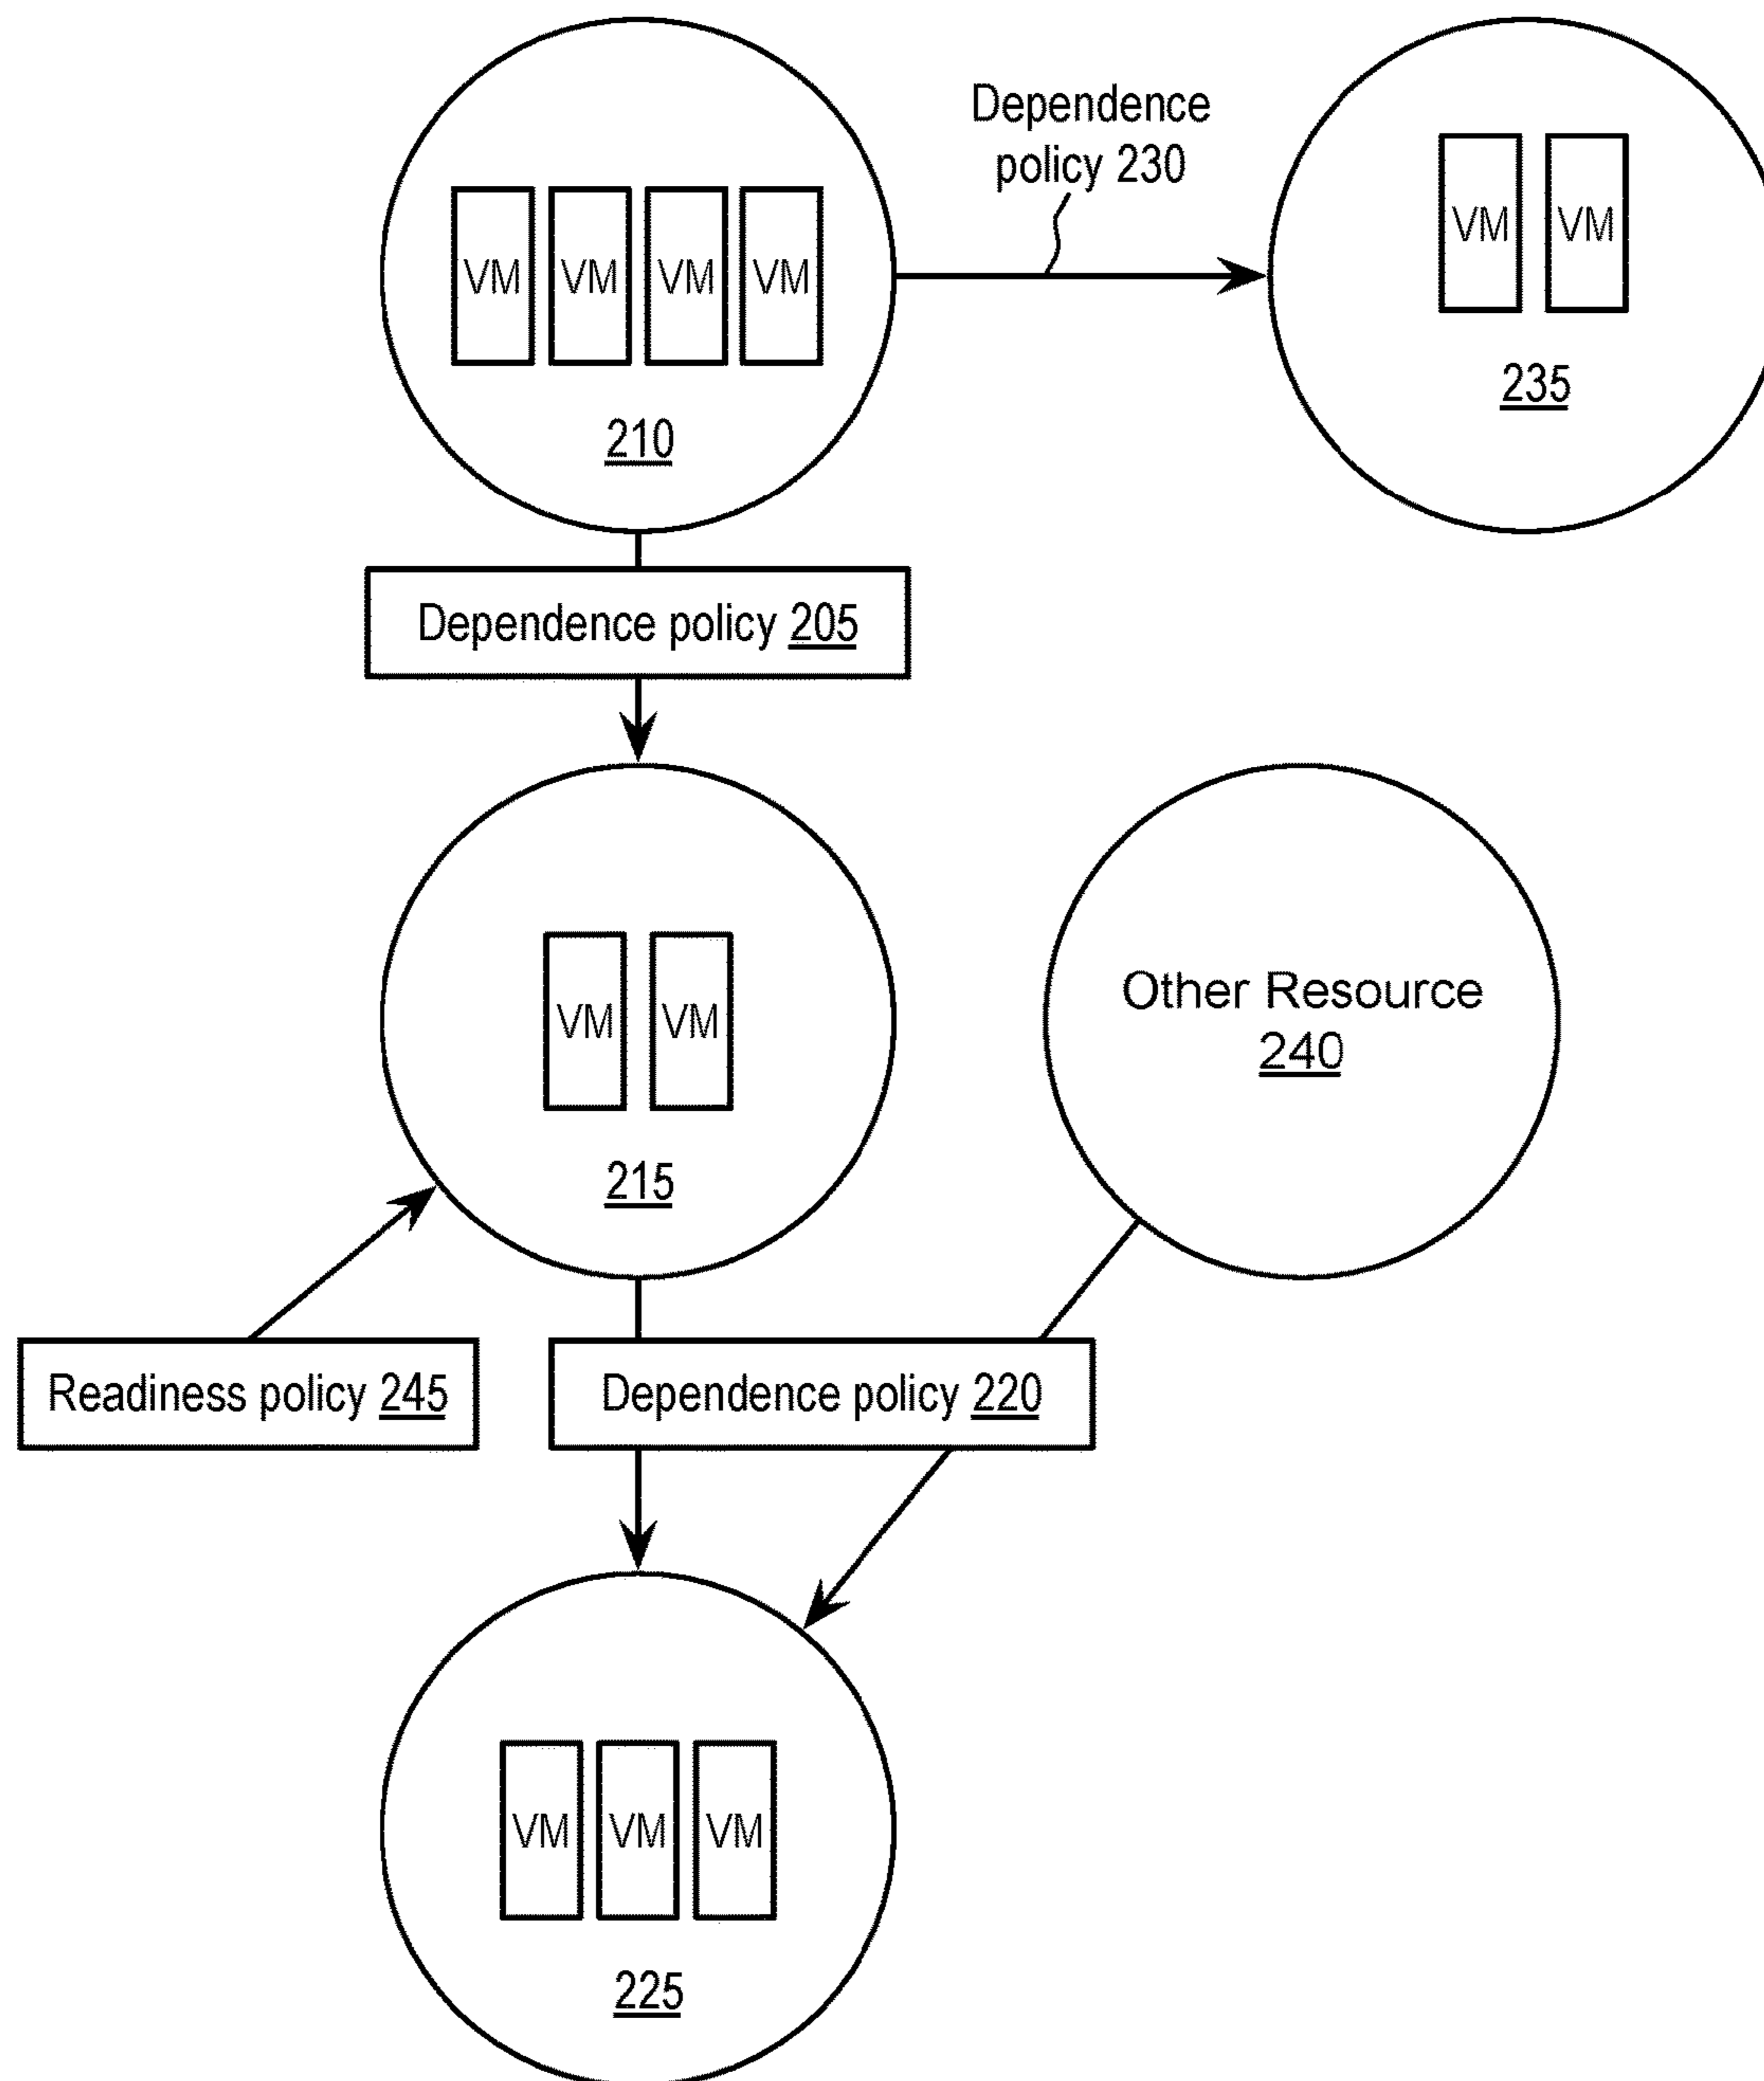 Dependence
policy 230
VM VM VM VM
210
VM VM
235
Dependence policy 205
VM VM
215
Other Resource
240
Readiness policy 245
Dependence policy 220
VM VM VM
225